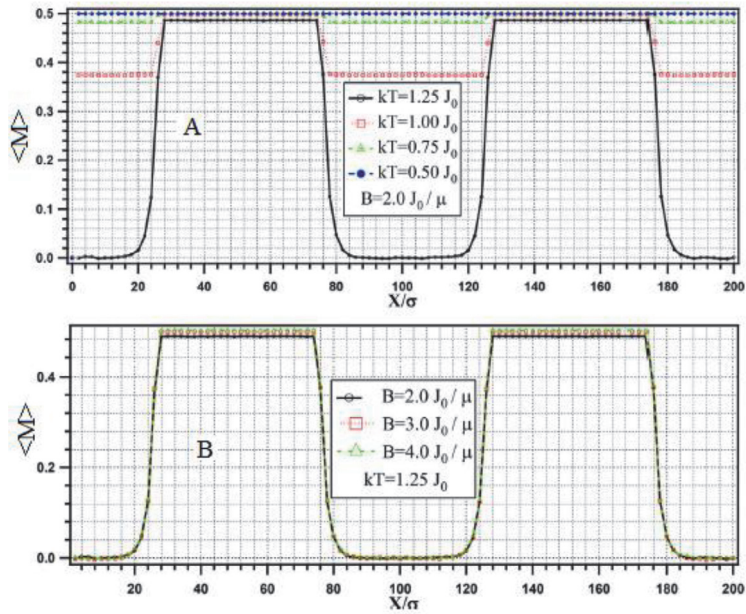 0.5
0.4
0.3
0.2
0.1
0.0
<M>
A
kT=1.25 J0
kT=1.00 J0
kT=0.75 J0
kT=0.50 J0
B=2.0 J0 / μ
0 20 40 60 80 100 120 140 160 180 200
X/σ
0.4
0.2
0.0
<M>
B
B=2.0 J0 / μ
B=3.0 J0 / μ
B=4.0 J0 / μ
kT=1.25 J0
20 40 60 80 100 120 140 160 180 200
X/σ